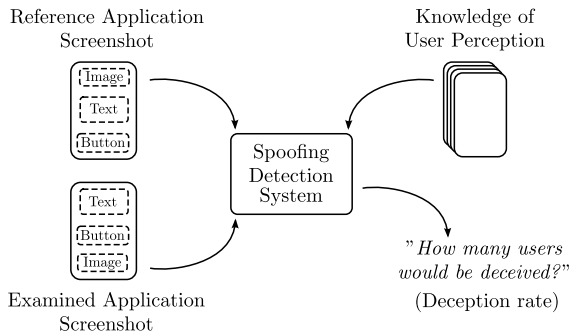 Reference Application
Screenshot
Image
Text
Button
Text
Button
Image
Examined Application
Screenshot
Spoofing
Detection
System
Knowledge of
User Perception
"How many users
would be deceived?"
(Deception rate)